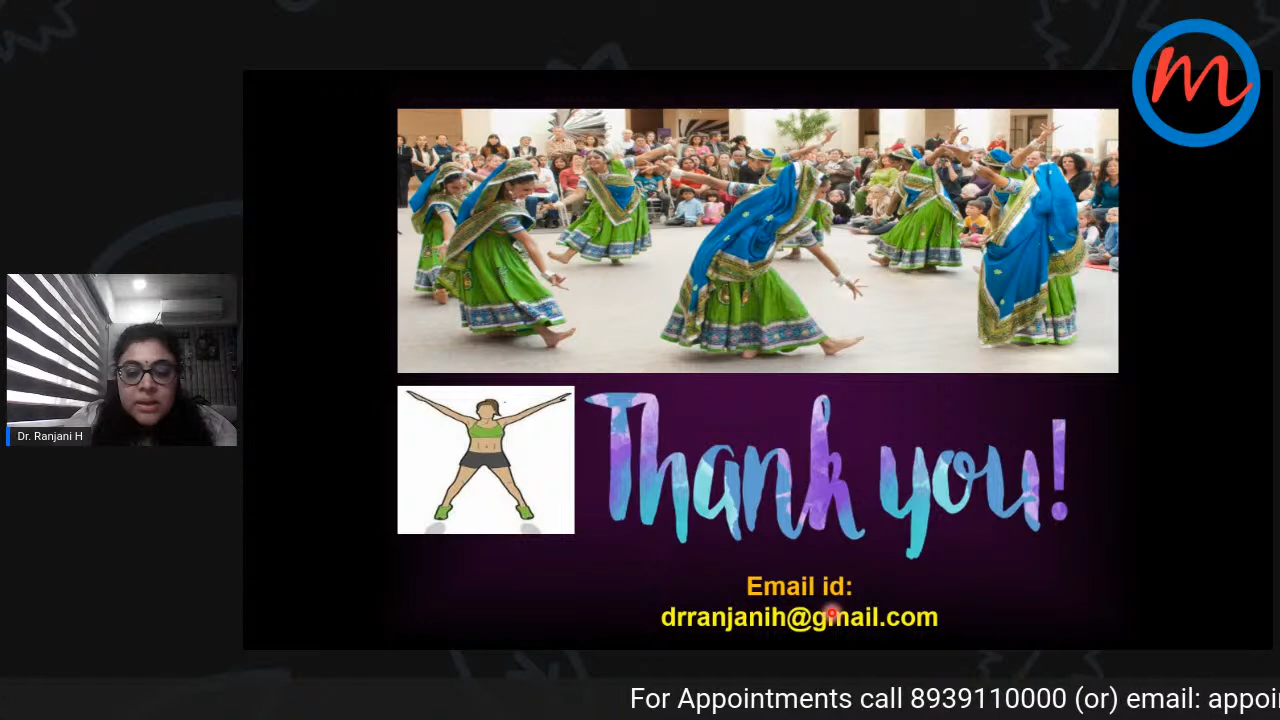 m
Dr. Ranjani H
Thank you!
Email id:
drranjanih@gmail.com
For Appointments call 8939110000 (or) email: appoi